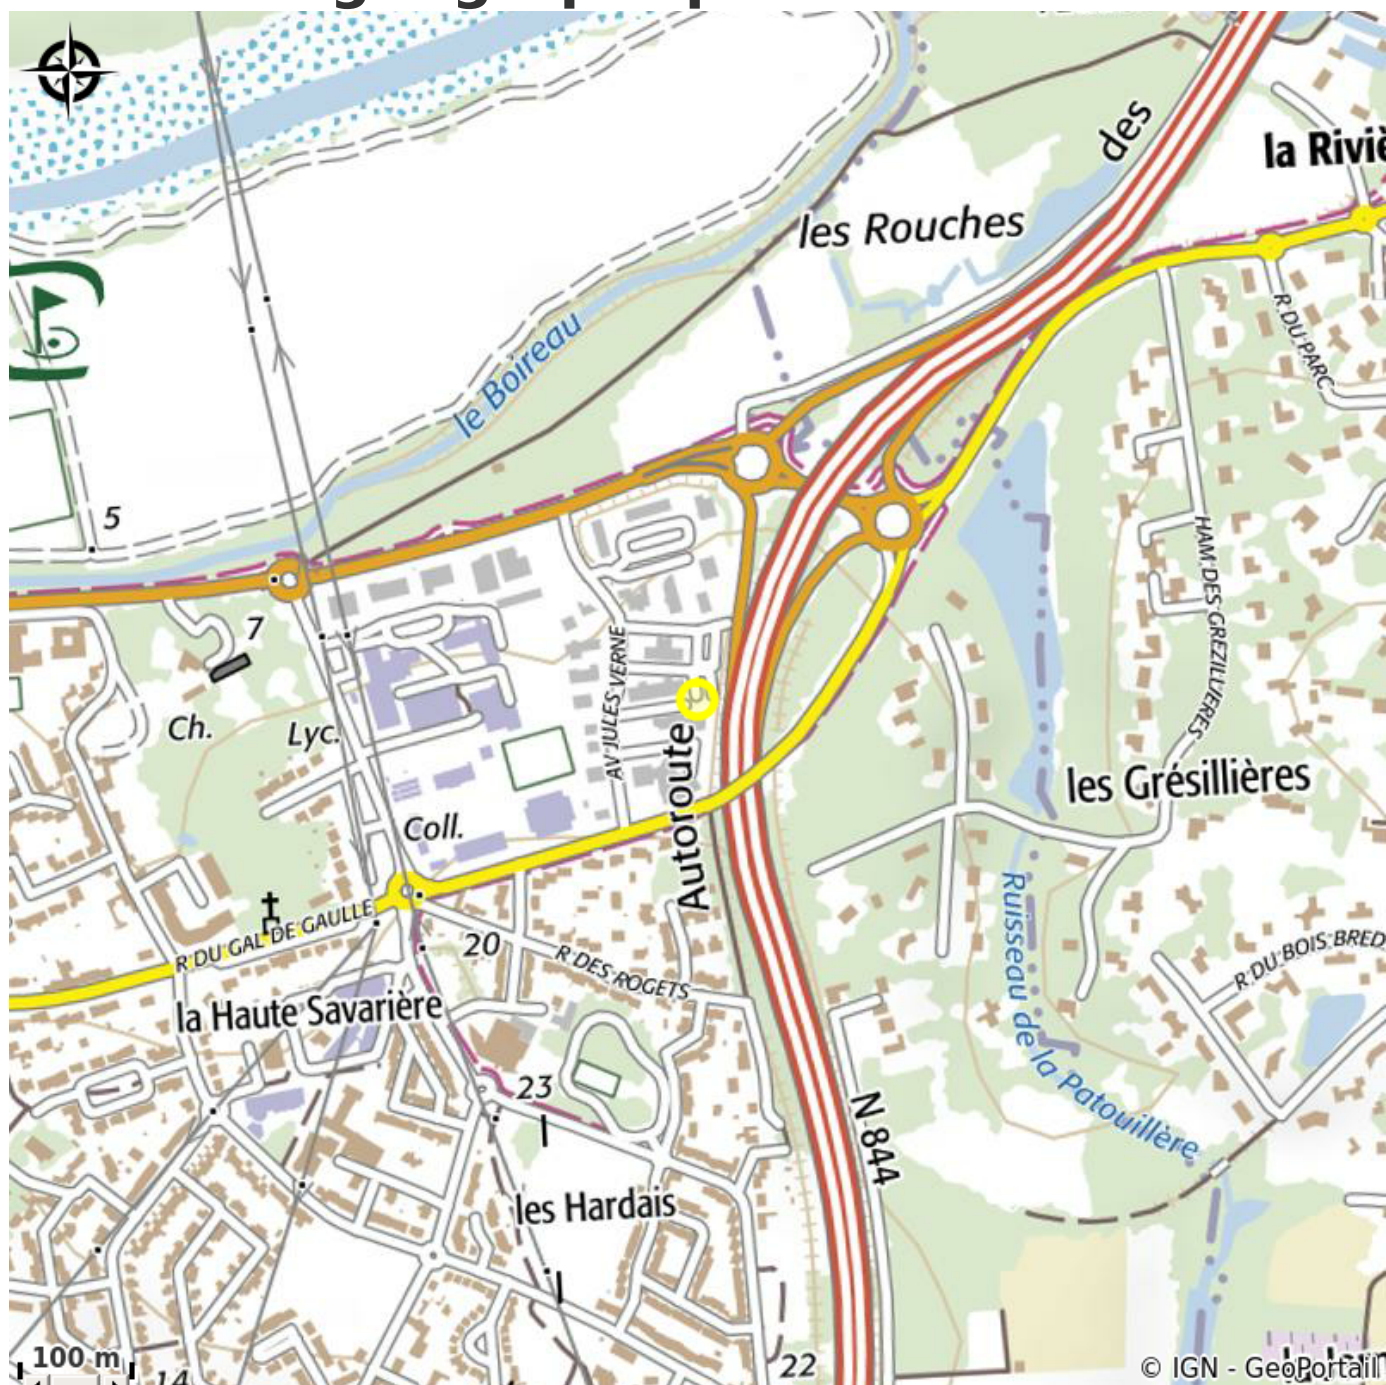 des
la Riviè
les Rouches
R DU PARC
le Boireau
5
HAM DES GREZILLIERES
7
AV JULES VERNE
Ch.
Lyc.
Autoroute
les Grésillières
Coll.
R DU GAL DE GAULLE
20
R DES ROGETS
Ruisseau de la Patouillère
R DU BOIS BRED
la Haute Savarière
23
N 844
les Hardais
100 m
14
22
© IGN - GeoPortail